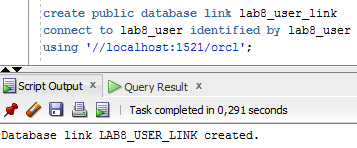 create public database link lab8_user_link
connect to lab8_user identified by lab8_user
using '//localhost:1521/orcl';
Script Output x Query Result x
Task completed in 0,291 seconds
Database link LAB8_USER_LINK created.